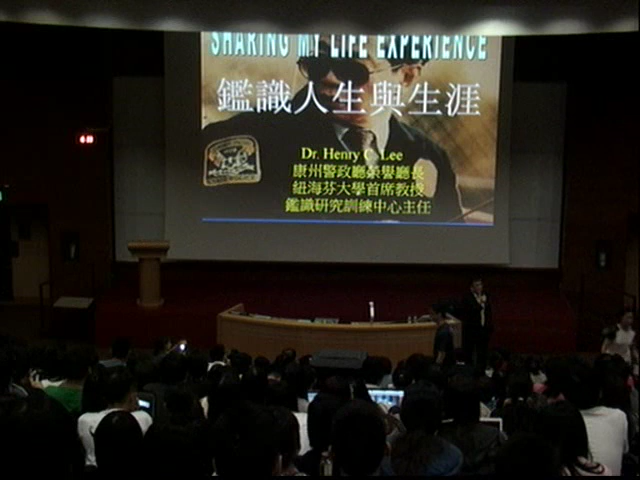 SHARING MY LIFE EXPERIENCE
鑑識人生與生涯
Dr. Henry C. Lee
康州警政廳榮譽廳長
紐海芬大學首席教授
鑑識研究訓練中心主任